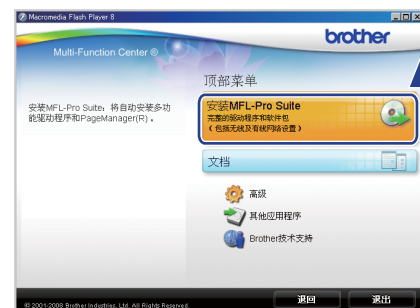 Macromedia Flash Player 8
brother
Multi-Function Center ®
顶部菜单
安装MFL-Pro Suite：将自动安装多功
能驱动程序和PageManager(R) 。
安装MFL-Pro Suite
完整的驱动程序和软件包
( 包括无线及有线网络设置 )
文档
高级
其他应用程序
Brother技术支持
© 2001-2008 Brother Industries, Ltd. All Rights Reserved.
退回
退出